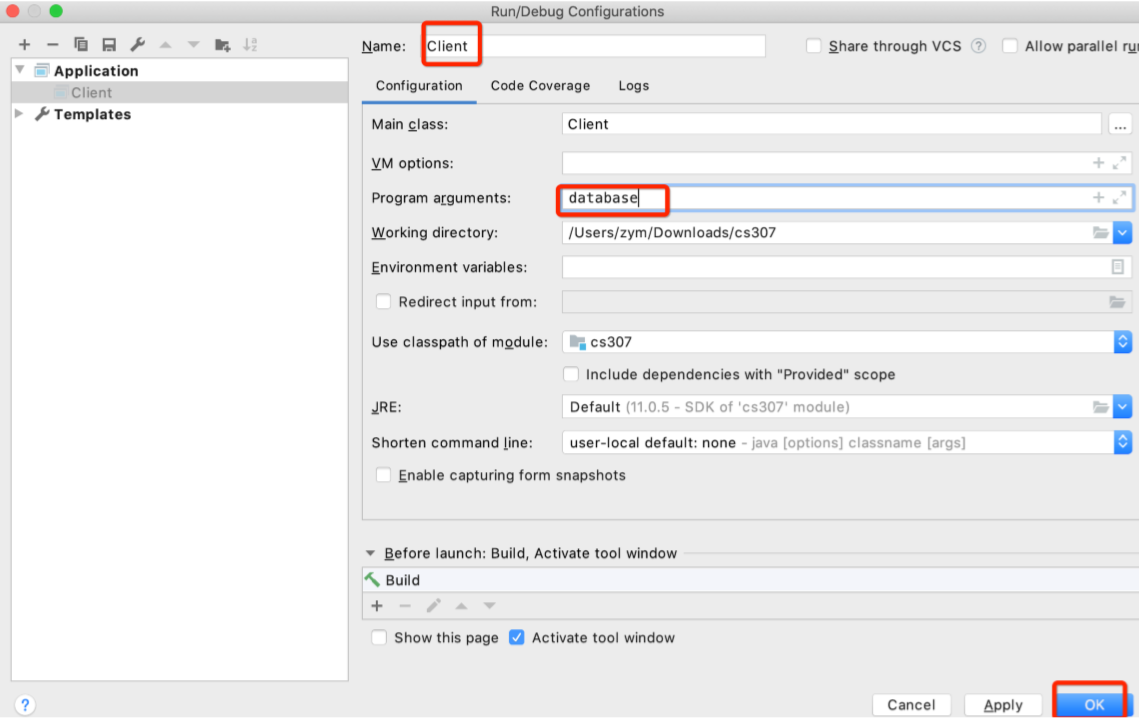 Run/Debug Configurations
Name: Client Share through VCS ? Allow parallel ru
Application
Client
Templates
Configuration Code Coverage Logs
Main class: Client ...
VM options:
Program arguments: database
Working directory: /Users/zym/Downloads/cs307
Environment variables:
Redirect input from:
Use classpath of module: cs307
Include dependencies with "Provided" scope
JRE: Default (11.0.5 - SDK of 'cs307' module)
Shorten command line: user-local default: none - java [options] classname [args]
Enable capturing form snapshots
Before launch: Build, Activate tool window
Build
Show this page Activate tool window
? Cancel Apply OK